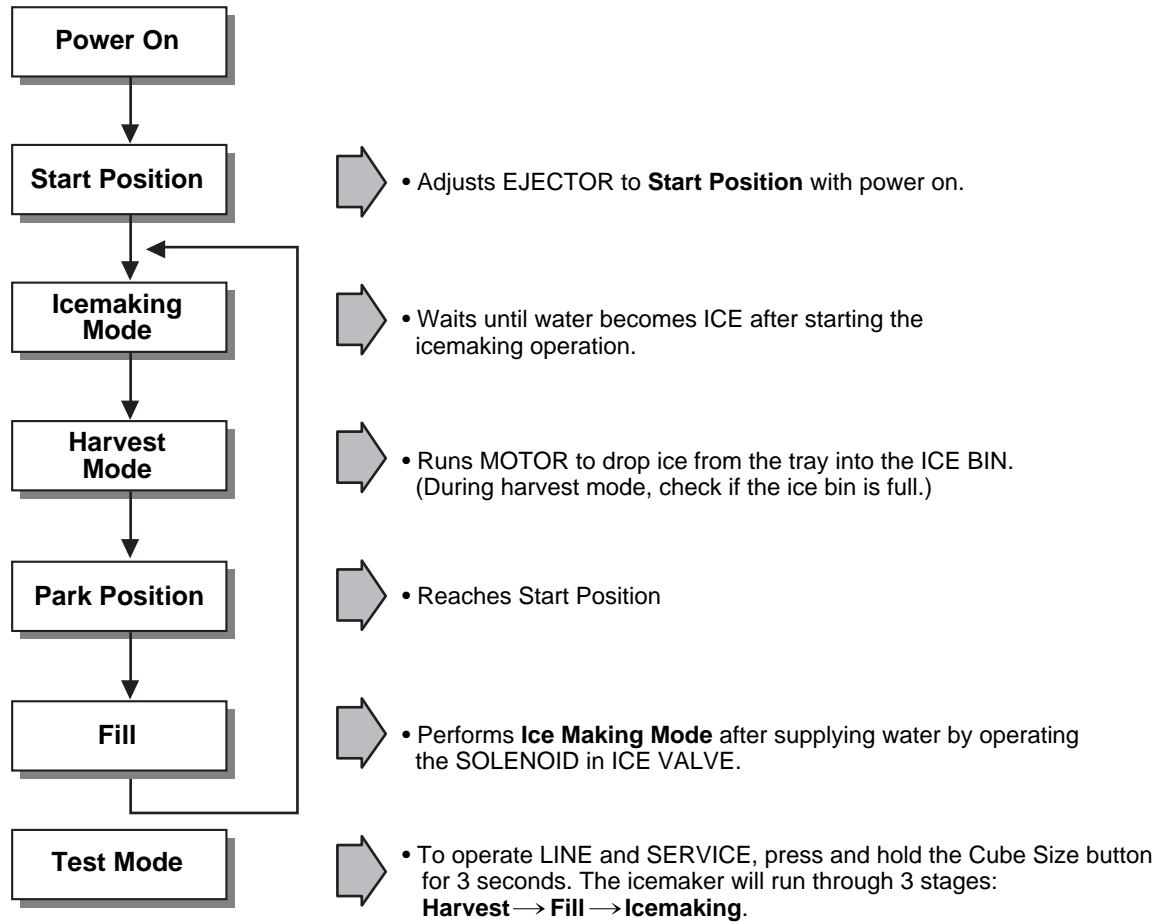 Power On
Start Position
• Adjusts EJECTOR to Start Position with power on.
Icemaking
Mode
• Waits until water becomes ICE after starting the
icemaking operation.
Harvest
Mode
• Runs MOTOR to drop ice from the tray into the ICE BIN.
(During harvest mode, check if the ice bin is full.)
Park Position
• Reaches Start Position
Fill
• Performs Ice Making Mode after supplying water by operating
the SOLENOID in ICE VALVE.
Test Mode
• To operate LINE and SERVICE, press and hold the Cube Size button
for 3 seconds. The icemaker will run through 3 stages:
Harvest → Fill → Icemaking.